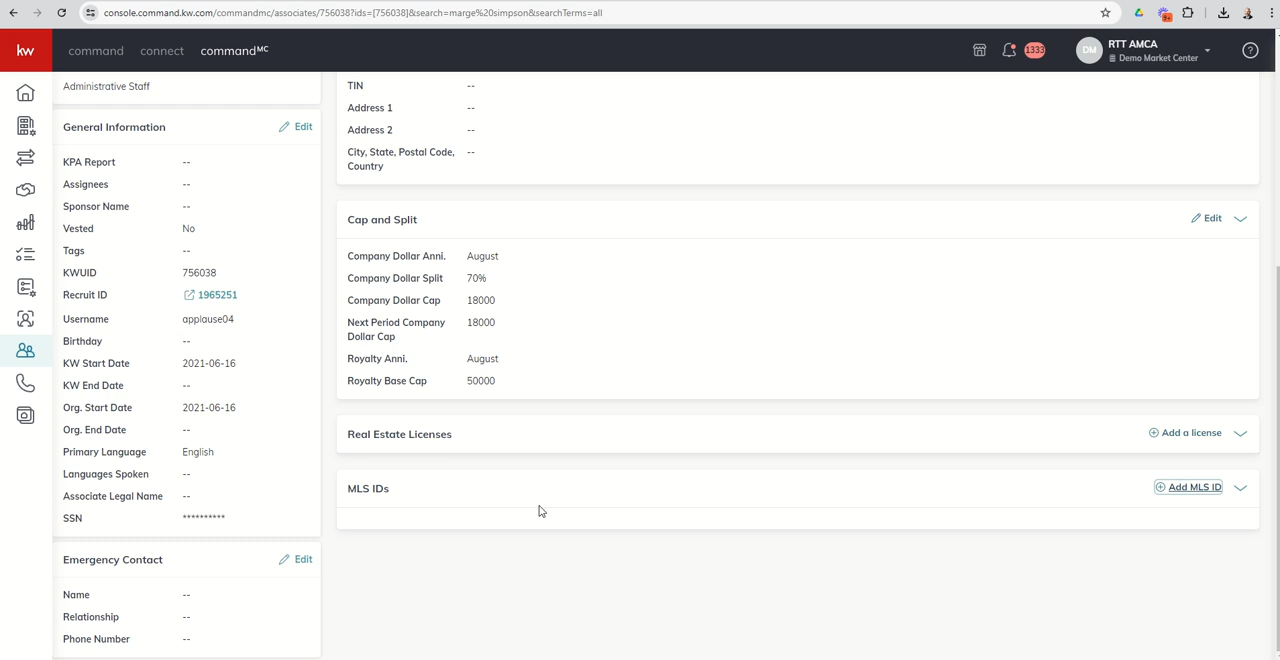 console.command.kw.com/commandmc/associates/756038?ids=[756038]&search=marge%20simpson&searchTerms=all
9+
kw
command connect command MC
1333
DM
RTT AMCA
Demo Market Center
Administrative Staff
General Information Edit
KPA Report --
Assignees --
Sponsor Name --
Vested No
Tags --
KWUID 756038
Recruit ID 1965251
Username applause04
Birthday --
KW Start Date 2021-06-16
KW End Date --
Org. Start Date 2021-06-16
Org. End Date --
Primary Language English
Languages Spoken --
Associate Legal Name --
SSN **********
Emergency Contact Edit
Name --
Relationship --
Phone Number --
TIN --
Address 1 --
Address 2 --
City, State, Postal Code, --
Country
Cap and Split Edit
Company Dollar Anni. August
Company Dollar Split 70%
Company Dollar Cap 18000
Next Period Company 18000
Dollar Cap
Royalty Anni. August
Royalty Base Cap 50000
Real Estate Licenses Add a license
MLS IDs Add MLS ID